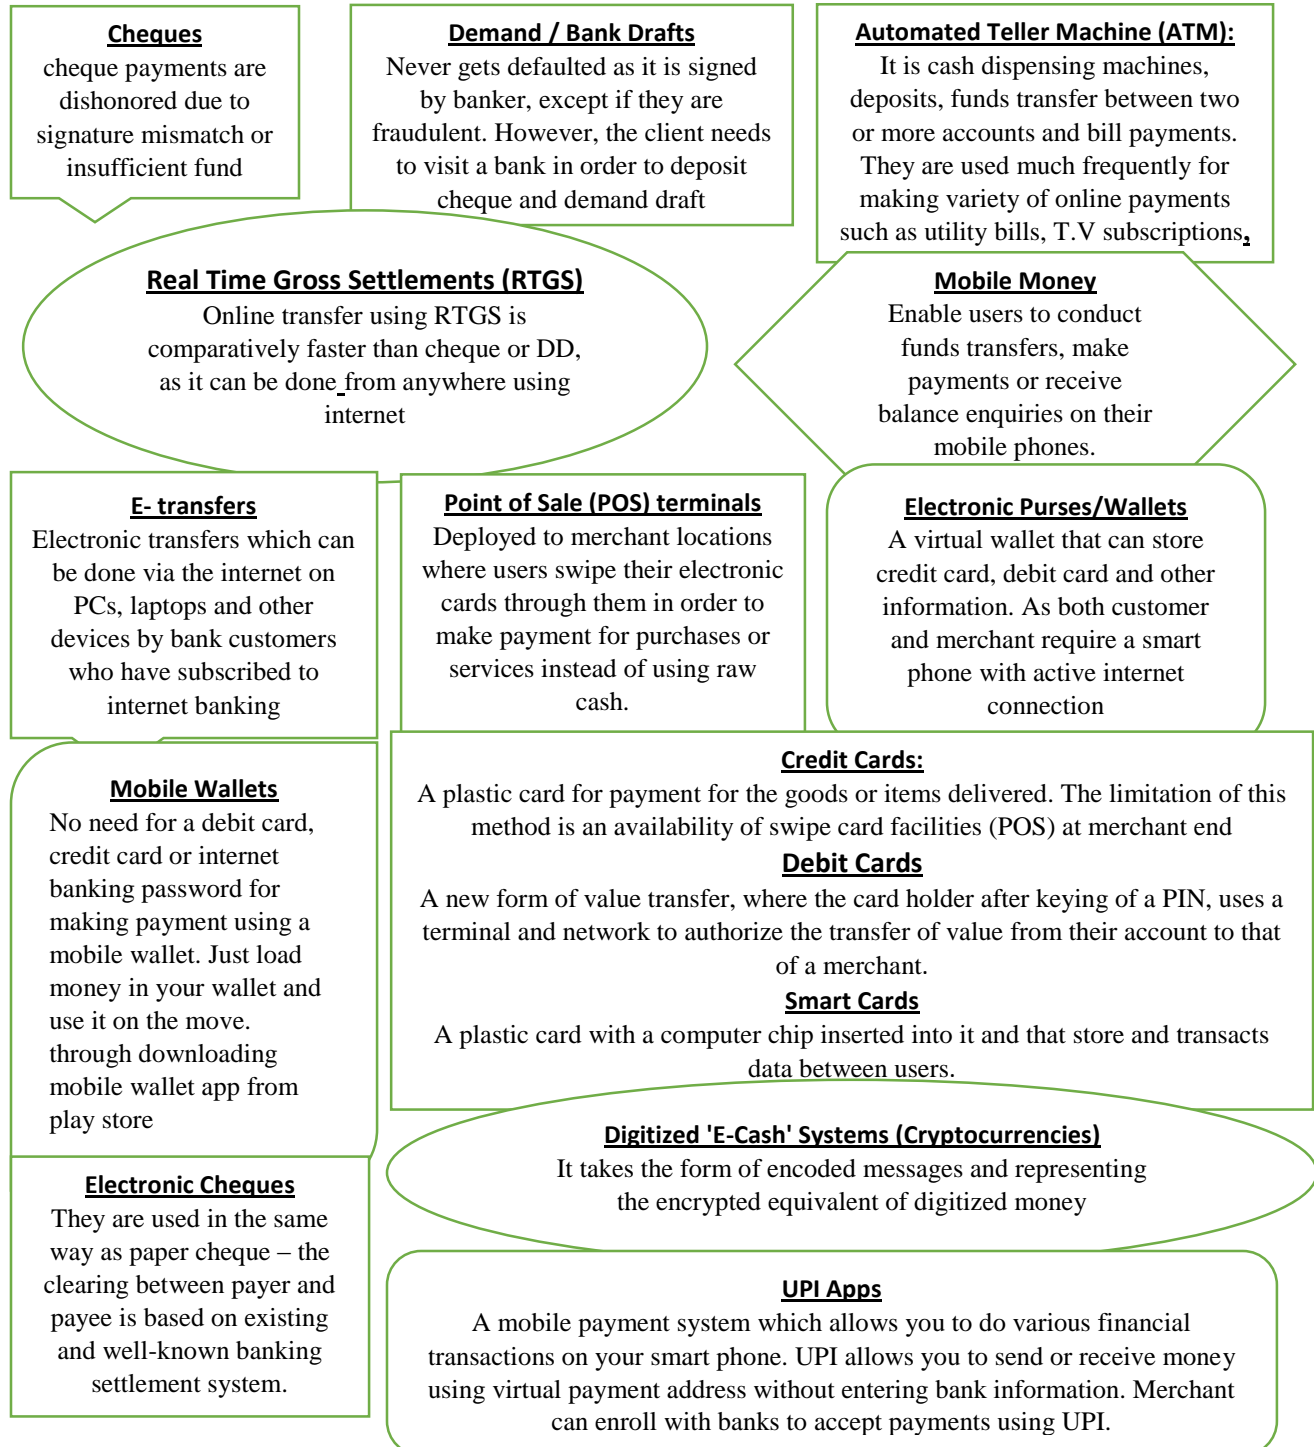 Cheques
cheque payments are
dishonored due to
signature mismatch or
insufficient fund
Demand / Bank Drafts
Never gets defaulted as it is signed
by banker, except if they are
fraudulent. However, the client needs
to visit a bank in order to deposit
cheque and demand draft
Automated Teller Machine (ATM):
It is cash dispensing machines,
deposits, funds transfer between two
or more accounts and bill payments.
They are used much frequently for
making variety of online payments
such as utility bills, T.V subscriptions,
Real Time Gross Settlements (RTGS)
Online transfer using RTGS is
comparatively faster than cheque or DD,
as it can be done from anywhere using
internet
Mobile Money
Enable users to conduct
funds transfers, make
payments or receive
balance enquiries on their
mobile phones.
E- transfers
Electronic transfers which can
be done via the internet on
PCs, laptops and other
devices by bank customers
who have subscribed to
internet banking
Point of Sale (POS) terminals
Deployed to merchant locations
where users swipe their electronic
cards through them in order to
make payment for purchases or
services instead of using raw
cash.
Electronic Purses/Wallets
A virtual wallet that can store
credit card, debit card and other
information. As both customer
and merchant require a smart
phone with active internet
connection
Mobile Wallets
No need for a debit card,
credit card or internet
banking password for
making payment using a
mobile wallet. Just load
money in your wallet and
use it on the move.
through downloading
mobile wallet app from
play store
Credit Cards:
A plastic card for payment for the goods or items delivered. The limitation of this
method is an availability of swipe card facilities (POS) at merchant end
Debit Cards
A new form of value transfer, where the card holder after keying of a PIN, uses a
terminal and network to authorize the transfer of value from their account to that
of a merchant.
Smart Cards
A plastic card with a computer chip inserted into it and that store and transacts
data between users.
Digitized 'E-Cash' Systems (Cryptocurrencies)
It takes the form of encoded messages and representing
the encrypted equivalent of digitized money
Electronic Cheques
They are used in the same
way as paper cheque – the
clearing between payer and
payee is based on existing
and well-known banking
settlement system.
UPI Apps
A mobile payment system which allows you to do various financial
transactions on your smart phone. UPI allows you to send or receive money
using virtual payment address without entering bank information. Merchant
can enroll with banks to accept payments using UPI.